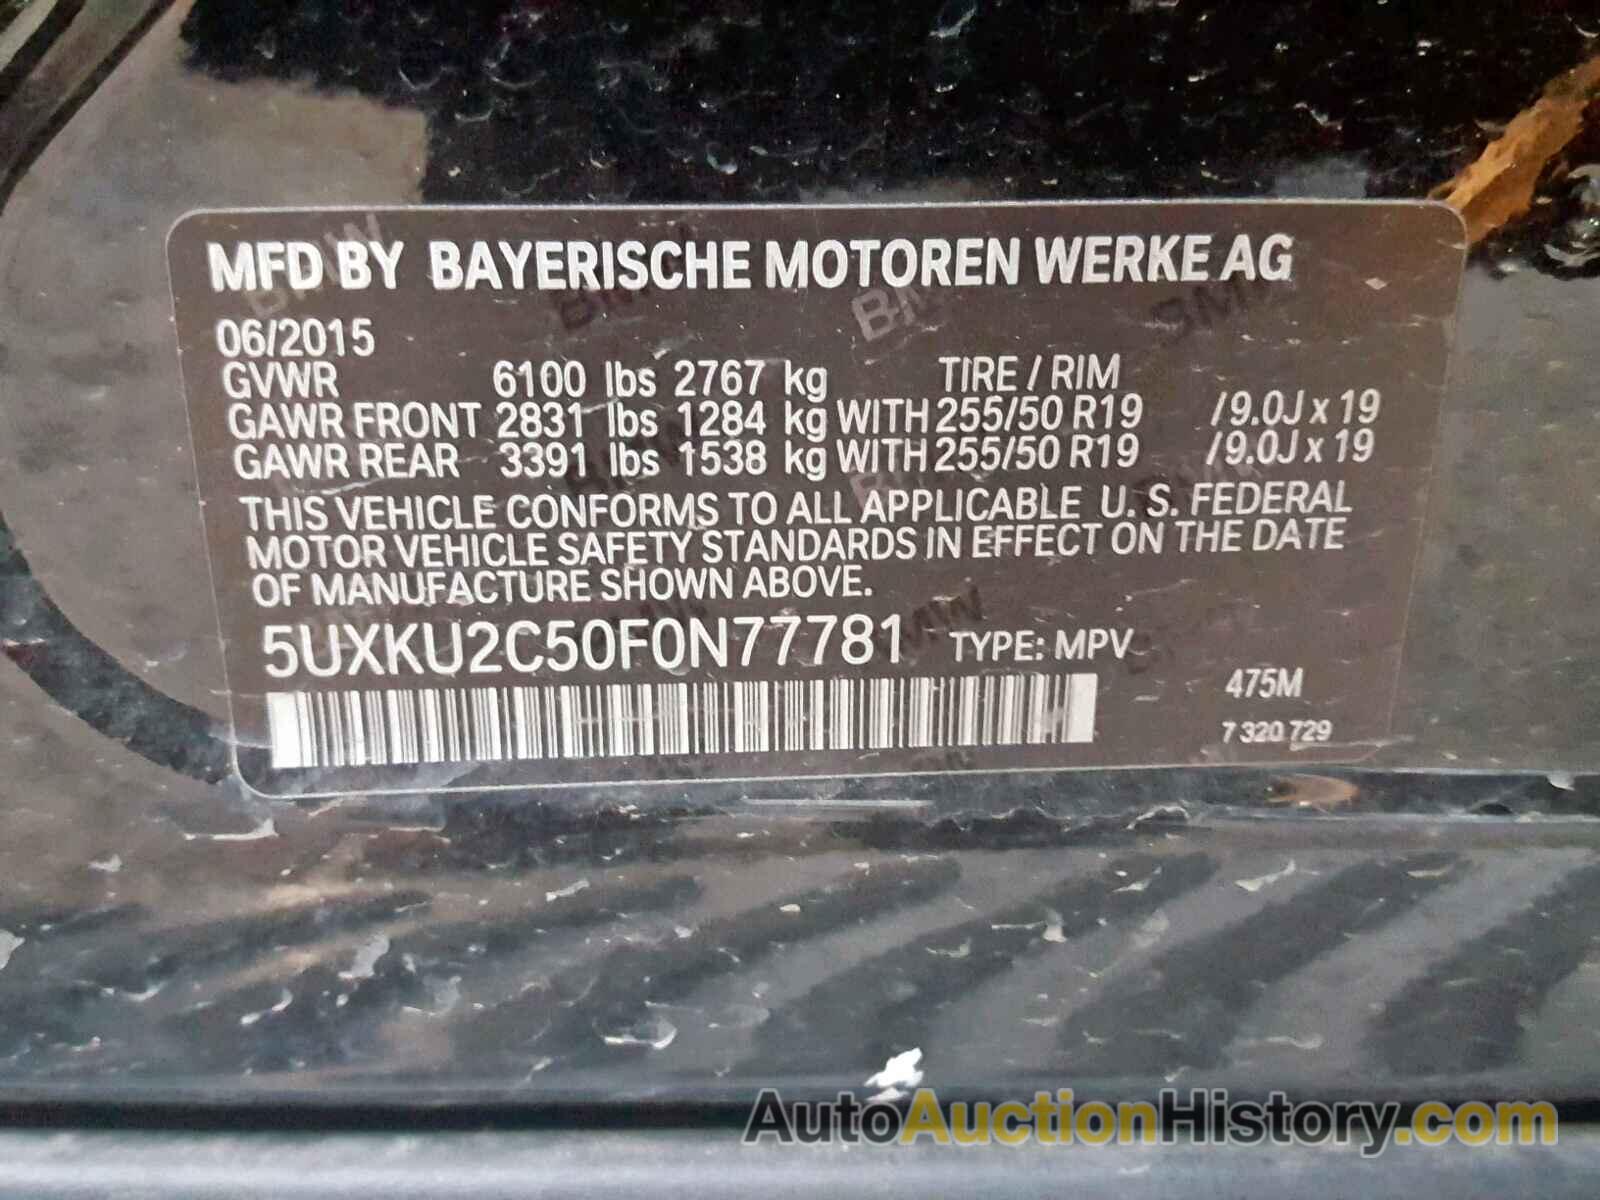 MFD BY BAYERISCHE MOTOREN WERKE AG
06/2015
GVWR 6100 lbs 2767 kg TIRE / RIM
GAWR FRONT 2831 lbs 1284 kg WITH 255/50 R19 /9.0J x 19
GAWR REAR 3391 lbs 1538 kg WITH 255/50 R19 /9.0J x 19
THIS VEHICLE CONFORMS TO ALL APPLICABLE U. S. FEDERAL
MOTOR VEHICLE SAFETY STANDARDS IN EFFECT ON THE DATE
OF MANUFACTURE SHOWN ABOVE.
5UXKU2C50F0N77781 TYPE: MPV
475M
7 320 729
AutoAuctionHistory.com